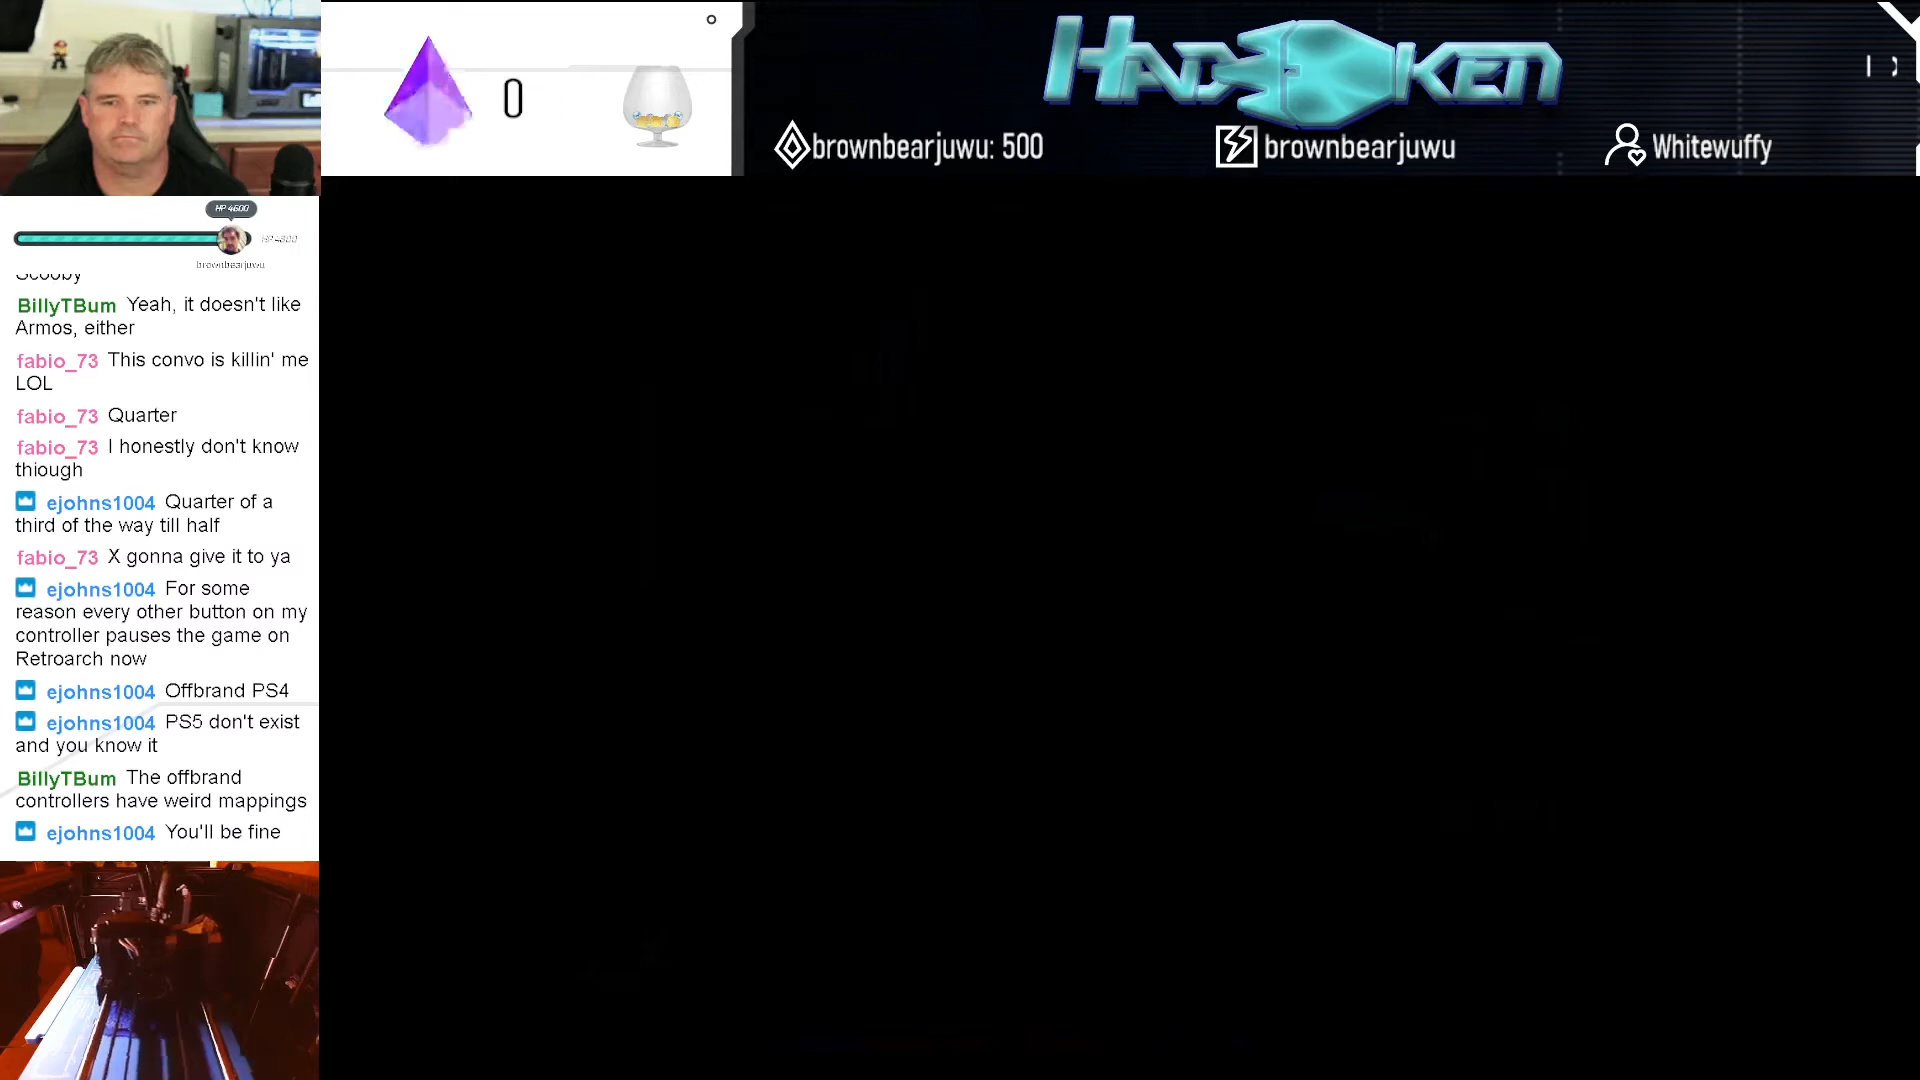 0
HADOKEN
brownbearjuwu: 500
brownbearjuwu
Whitewuffy
HP 4600
HP 4800
brownbearjuwu
Scooby
BillyTBum Yeah, it doesn't like
Armos, either
fabio_73 This convo is killin' me
LOL
fabio_73 Quarter
fabio_73 I honestly don't know
thiough
ejohns1004 Quarter of a
third of the way till half
fabio_73 X gonna give it to ya
ejohns1004 For some
reason every other button on my
controller pauses the game on
Retroarch now
ejohns1004 Offbrand PS4
ejohns1004 PS5 don't exist
and you know it
BillyTBum The offbrand
controllers have weird mappings
ejohns1004 You'll be fine